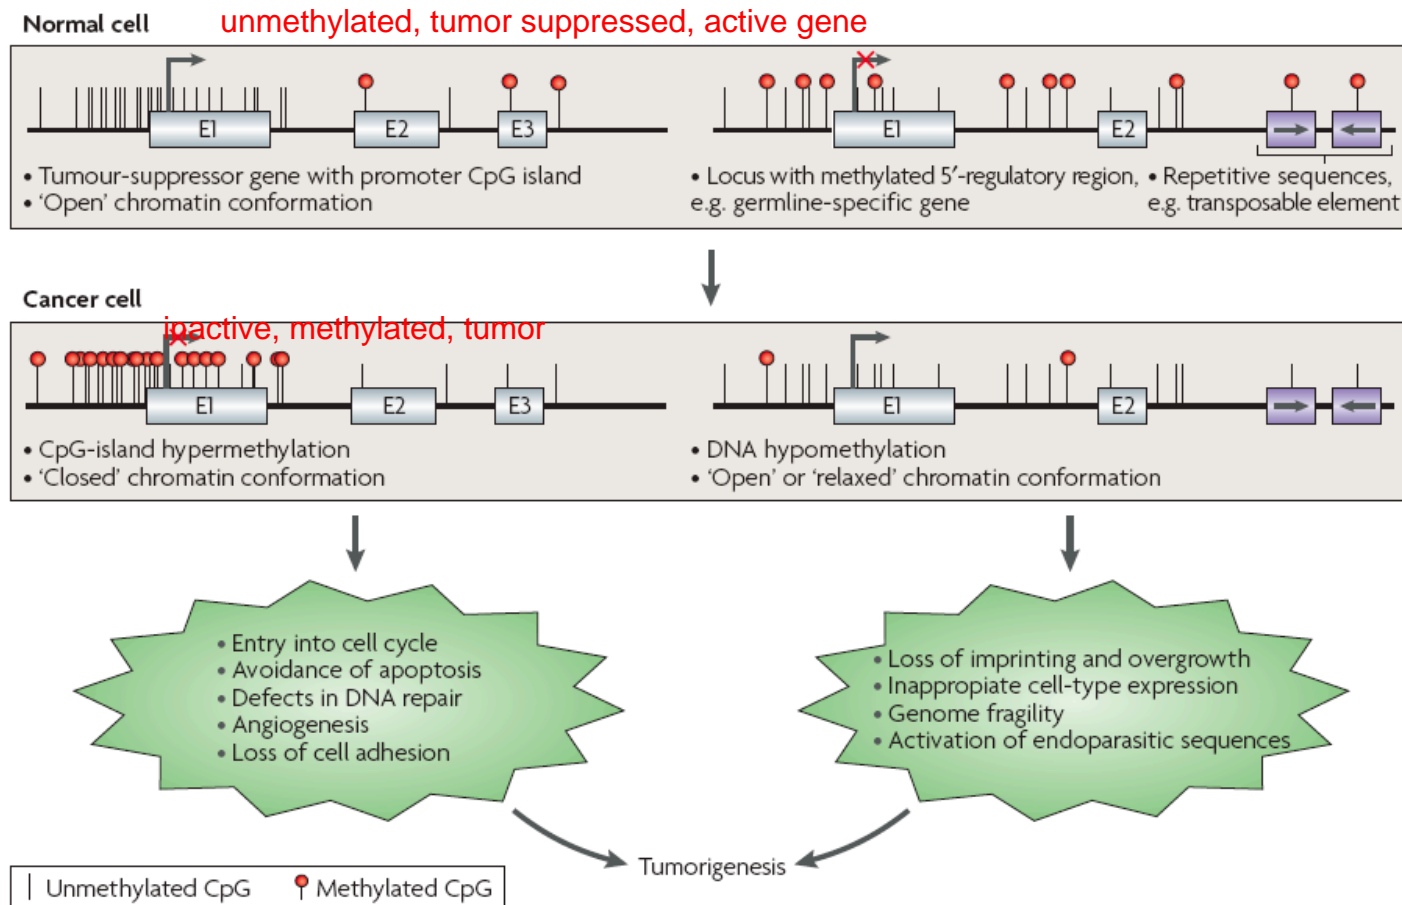 Normal cell
unmethylated, tumor suppressed, active gene
E1
E2
E3
E1
E2
• Tumour-suppressor gene with promoter CpG island
• ‘Open’ chromatin conformation
• Locus with methylated 5′-regulatory region,
e.g. germline-specific gene
• Repetitive sequences,
e.g. transposable element
Cancer cell
inactive, methylated, tumor
E1
E2
E3
E1
E2
• CpG-island hypermethylation
• ‘Closed’ chromatin conformation
• DNA hypomethylation
• ‘Open’ or ‘relaxed’ chromatin conformation
• Entry into cell cycle
• Avoidance of apoptosis
• Defects in DNA repair
• Angiogenesis
• Loss of cell adhesion
• Loss of imprinting and overgrowth
• Inappropiate cell-type expression
• Genome fragility
• Activation of endoparasitic sequences
Tumorigenesis
Unmethylated CpG
Methylated CpG